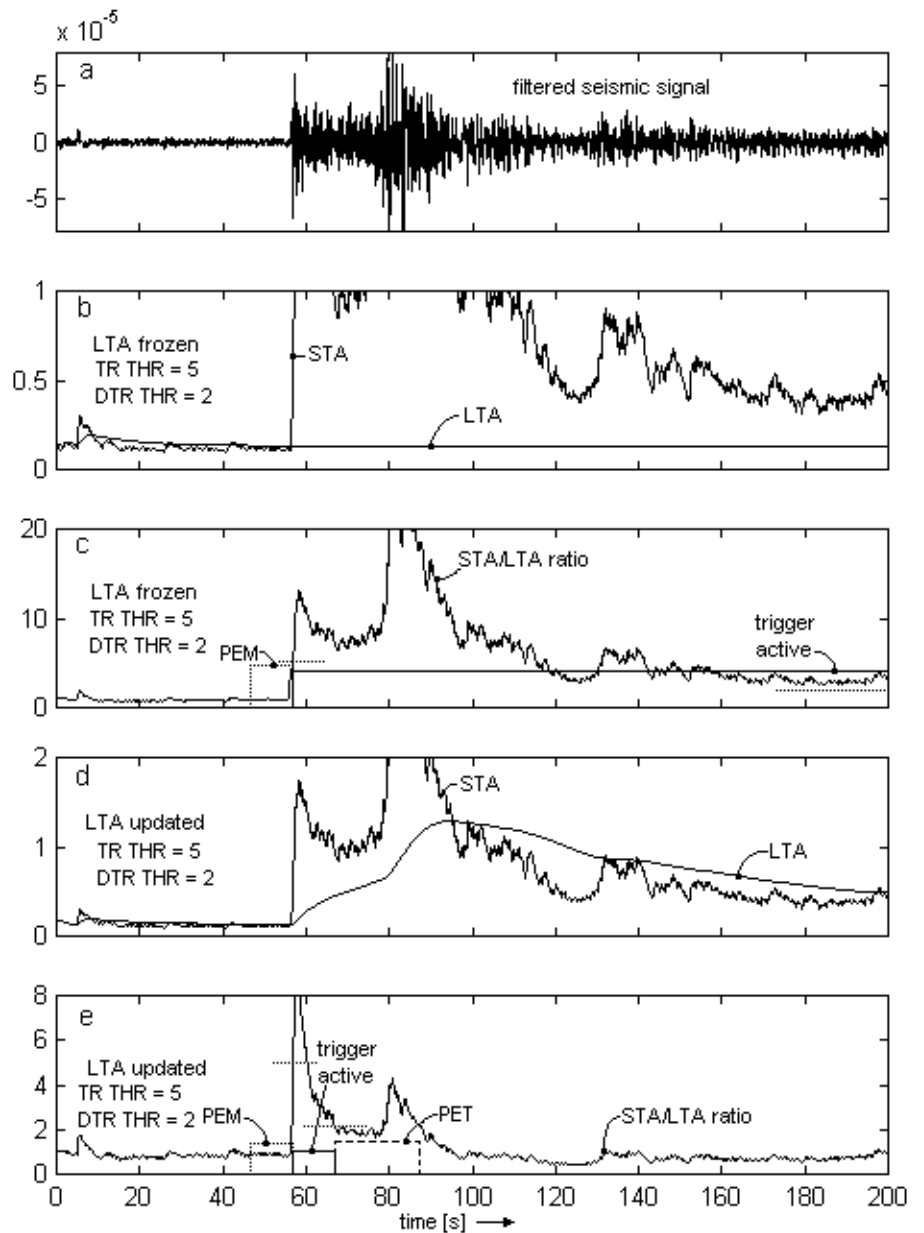 x 10^-5
a
filtered seismic signal
5
0
-5
b
1
LTA frozen
TR THR = 5
DTR THR = 2
STA
LTA
0.5
0
c
20
LTA frozen
TR THR = 5
DTR THR = 2
PEM
STA/LTA ratio
trigger
active
10
0
d
2
STA
LTA updated
TR THR = 5
DTR THR = 2
LTA
1
0
e
8
LTA updated
TR THR = 5
DTR THR = 2
PEM
trigger
active
PET
STA/LTA ratio
6
4
2
0
0 20 40 60 80 100 120 140 160 180 200
time [s]